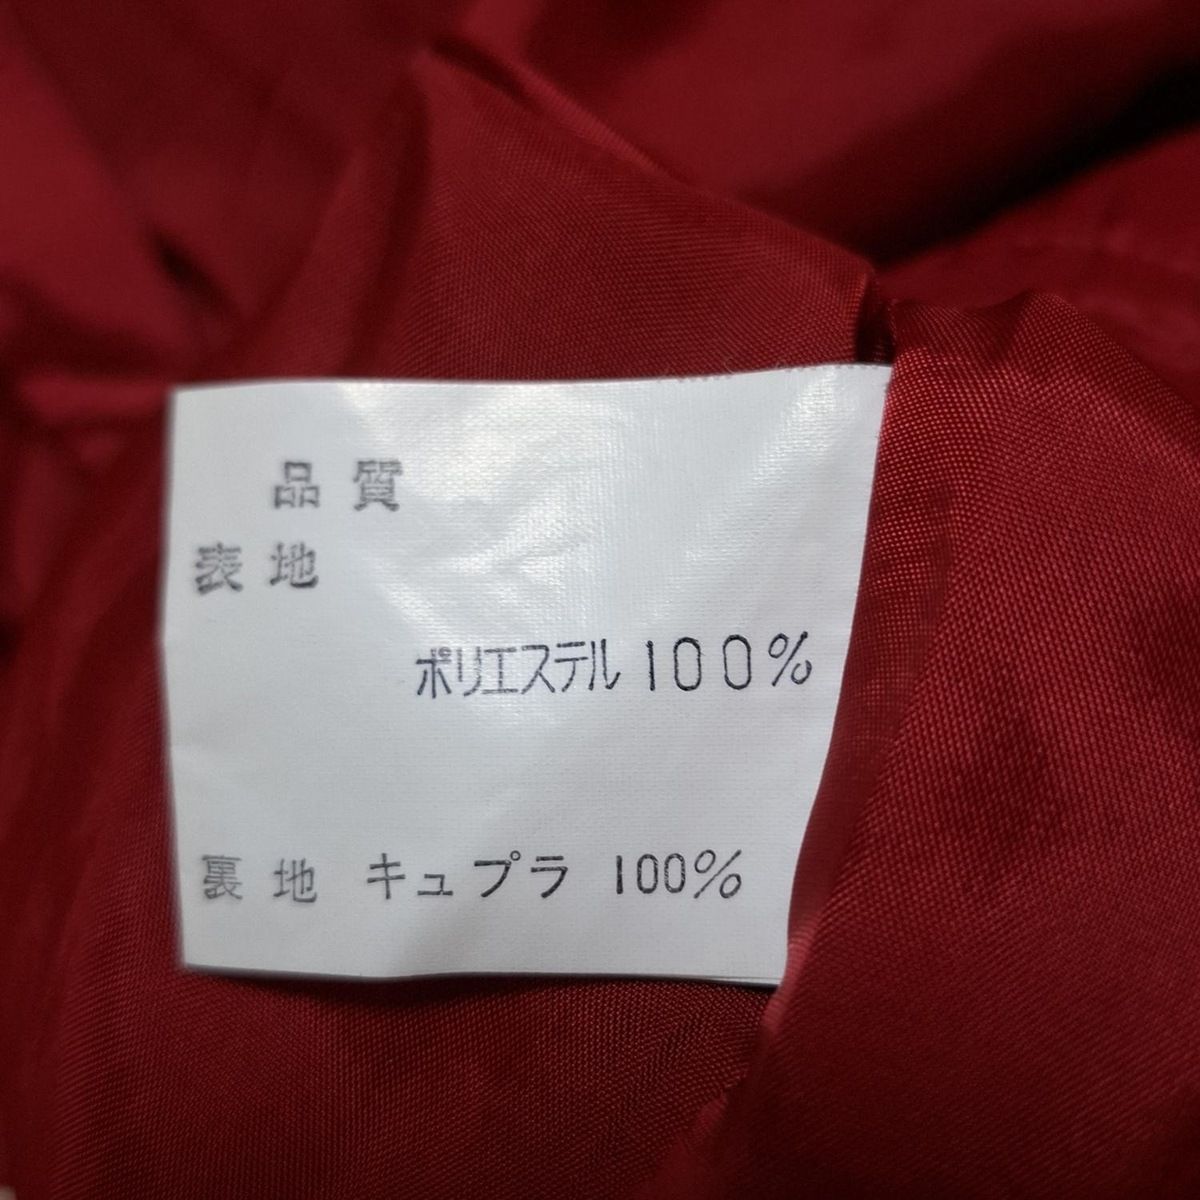 品質
表地
ポリエステル 100%
裏地 キュプラ 100%